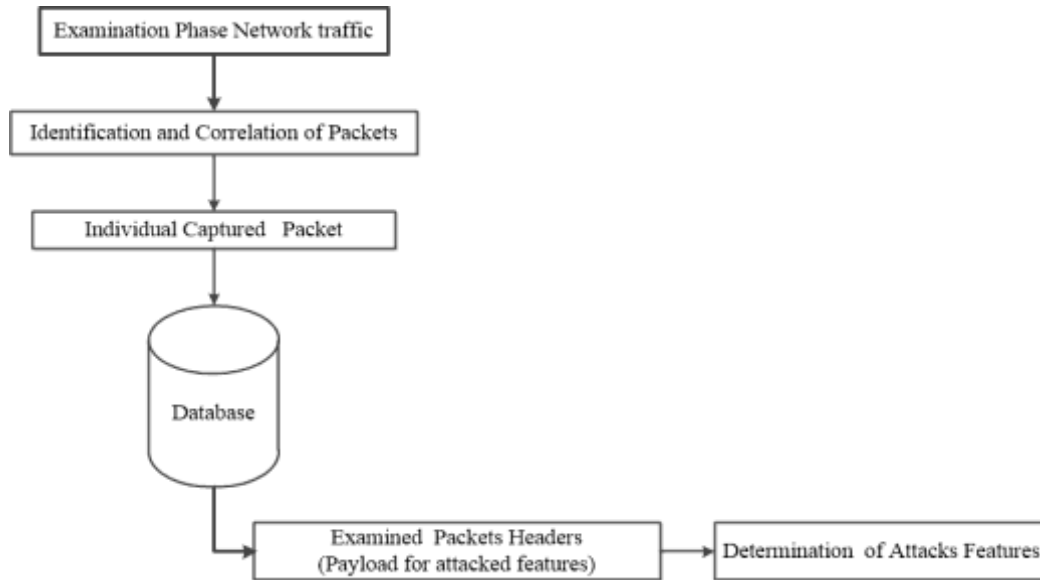 Examination Phase Network traffic
Identification and Correlation of Packets
Individual Captured Packet
Database
Examined Packets Headers
(Payload for attacked features)
Determination of Attacks Features